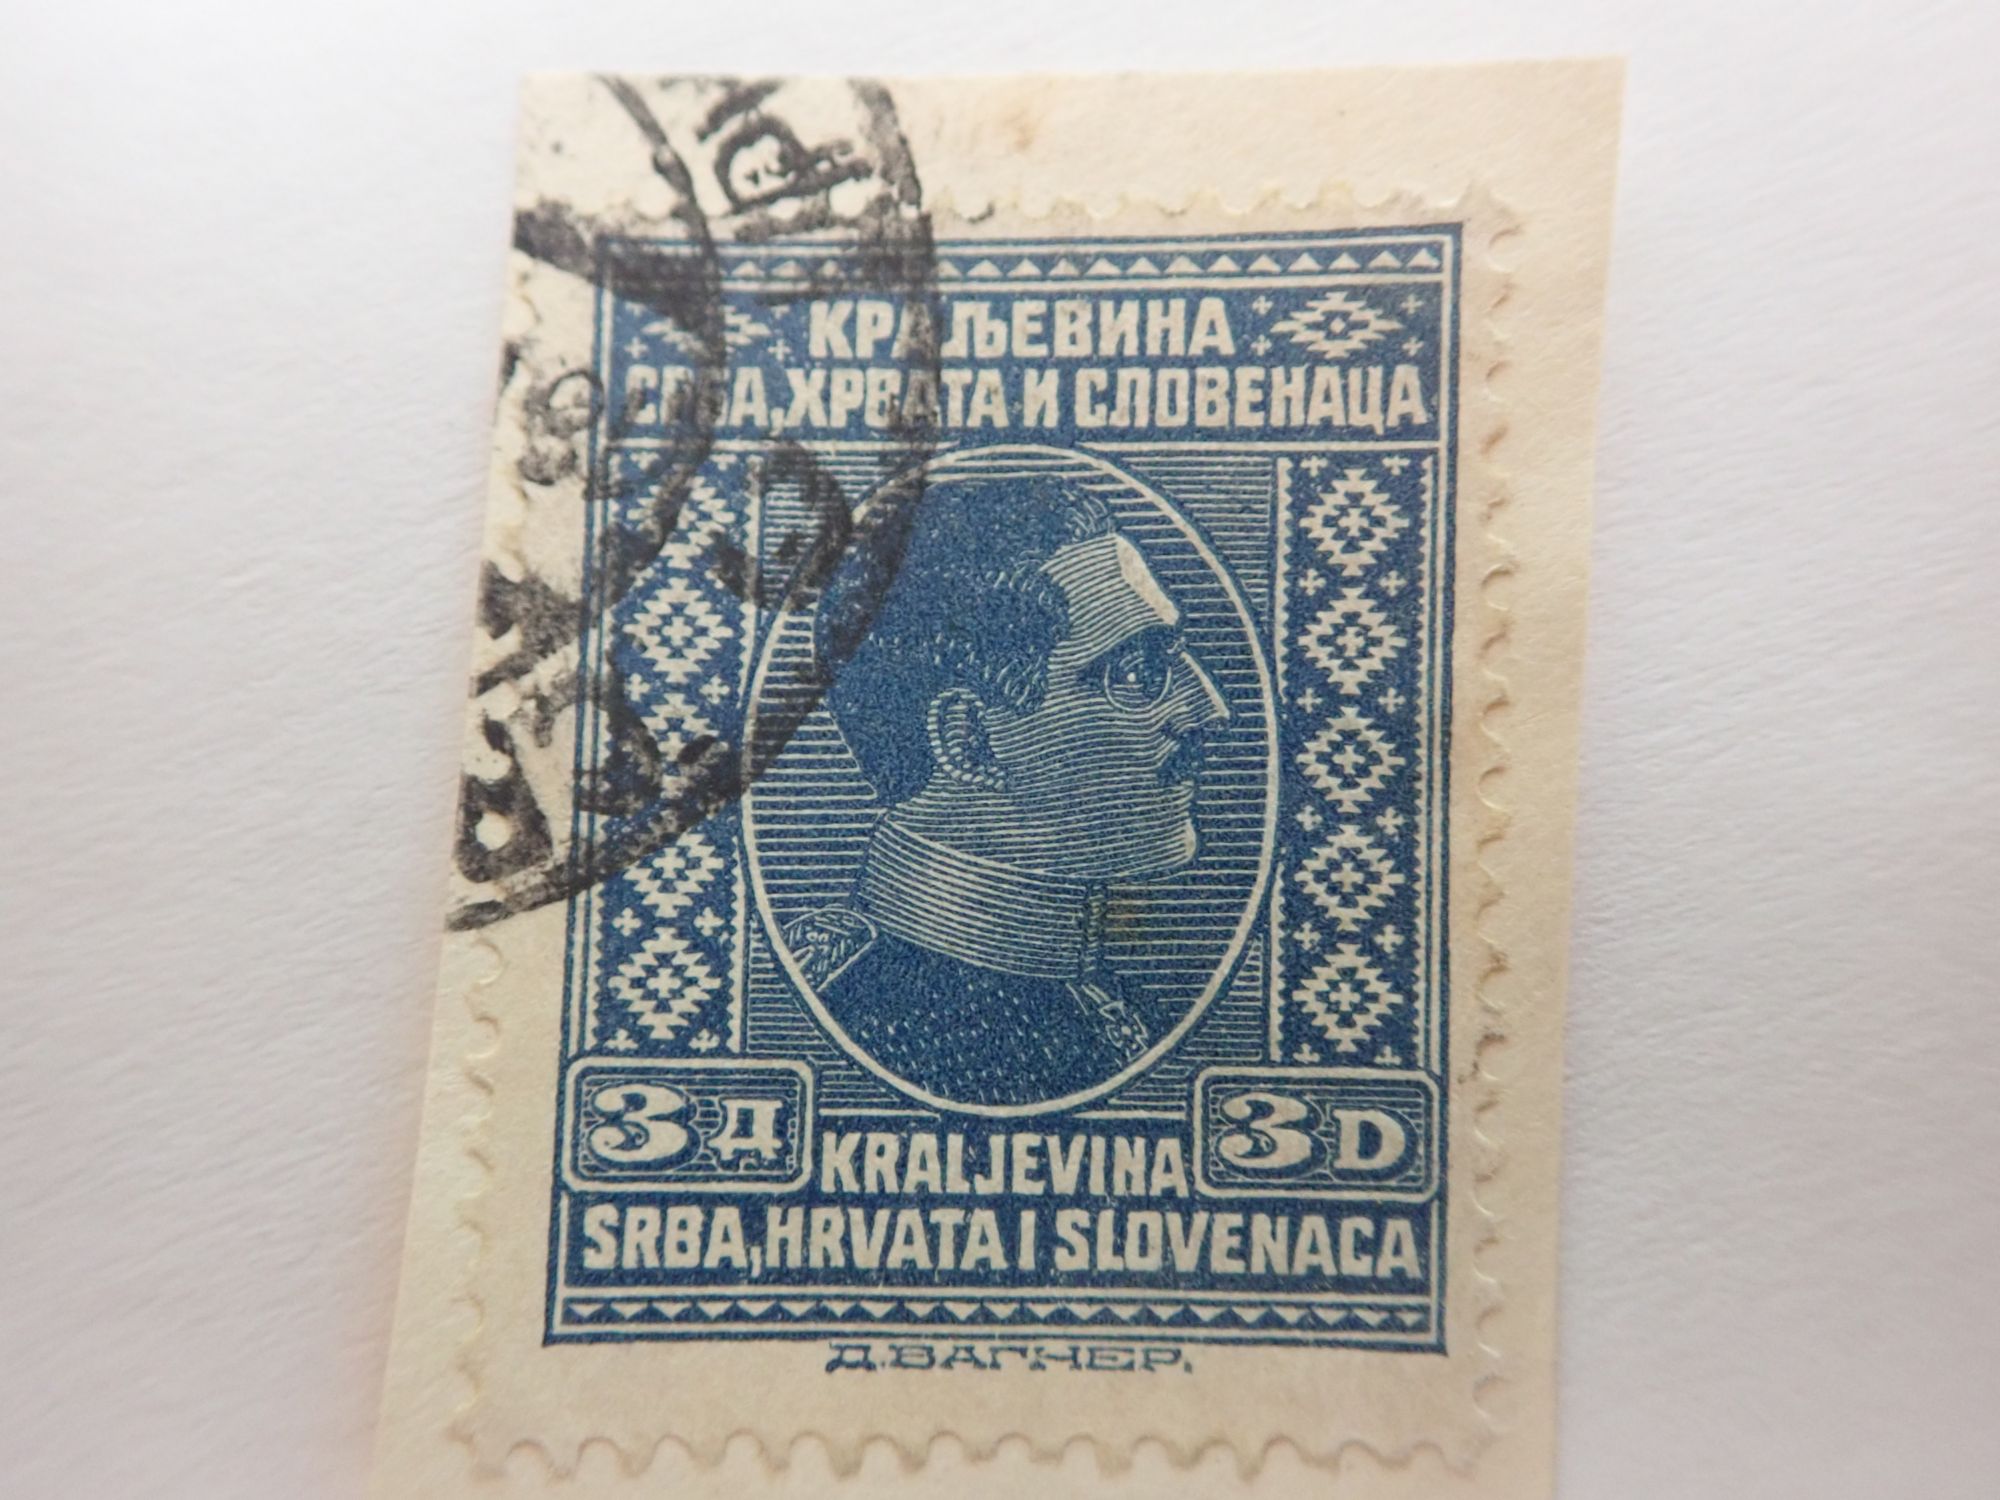 КРАЉЕВИНА
СРБА, ХРВАТА И СЛОВЕНАЦА
3 Д
3 D
KRALJEVINA
SRBA, HRVATA I SLOVENACA
Д. ВАГНЕР.